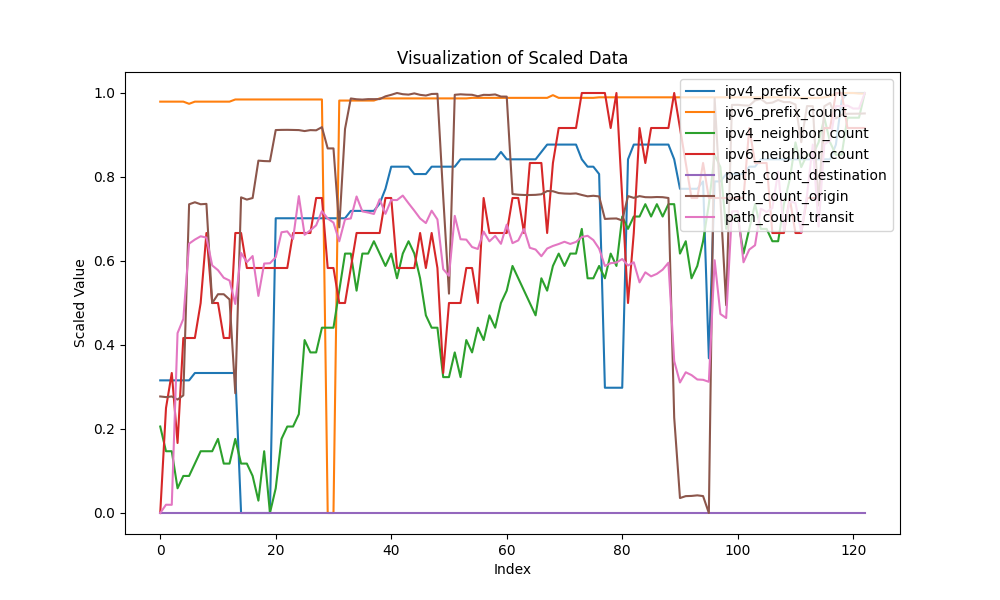 Visualization of Scaled Data
Scaled Value
1.0
0.8
0.6
0.4
0.2
0.0
0 20 40 60 80 100 120
Index
ipv4_prefix_count
ipv6_prefix_count
ipv4_neighbor_count
ipv6_neighbor_count
path_count_destination
path_count_origin
path_count_transit